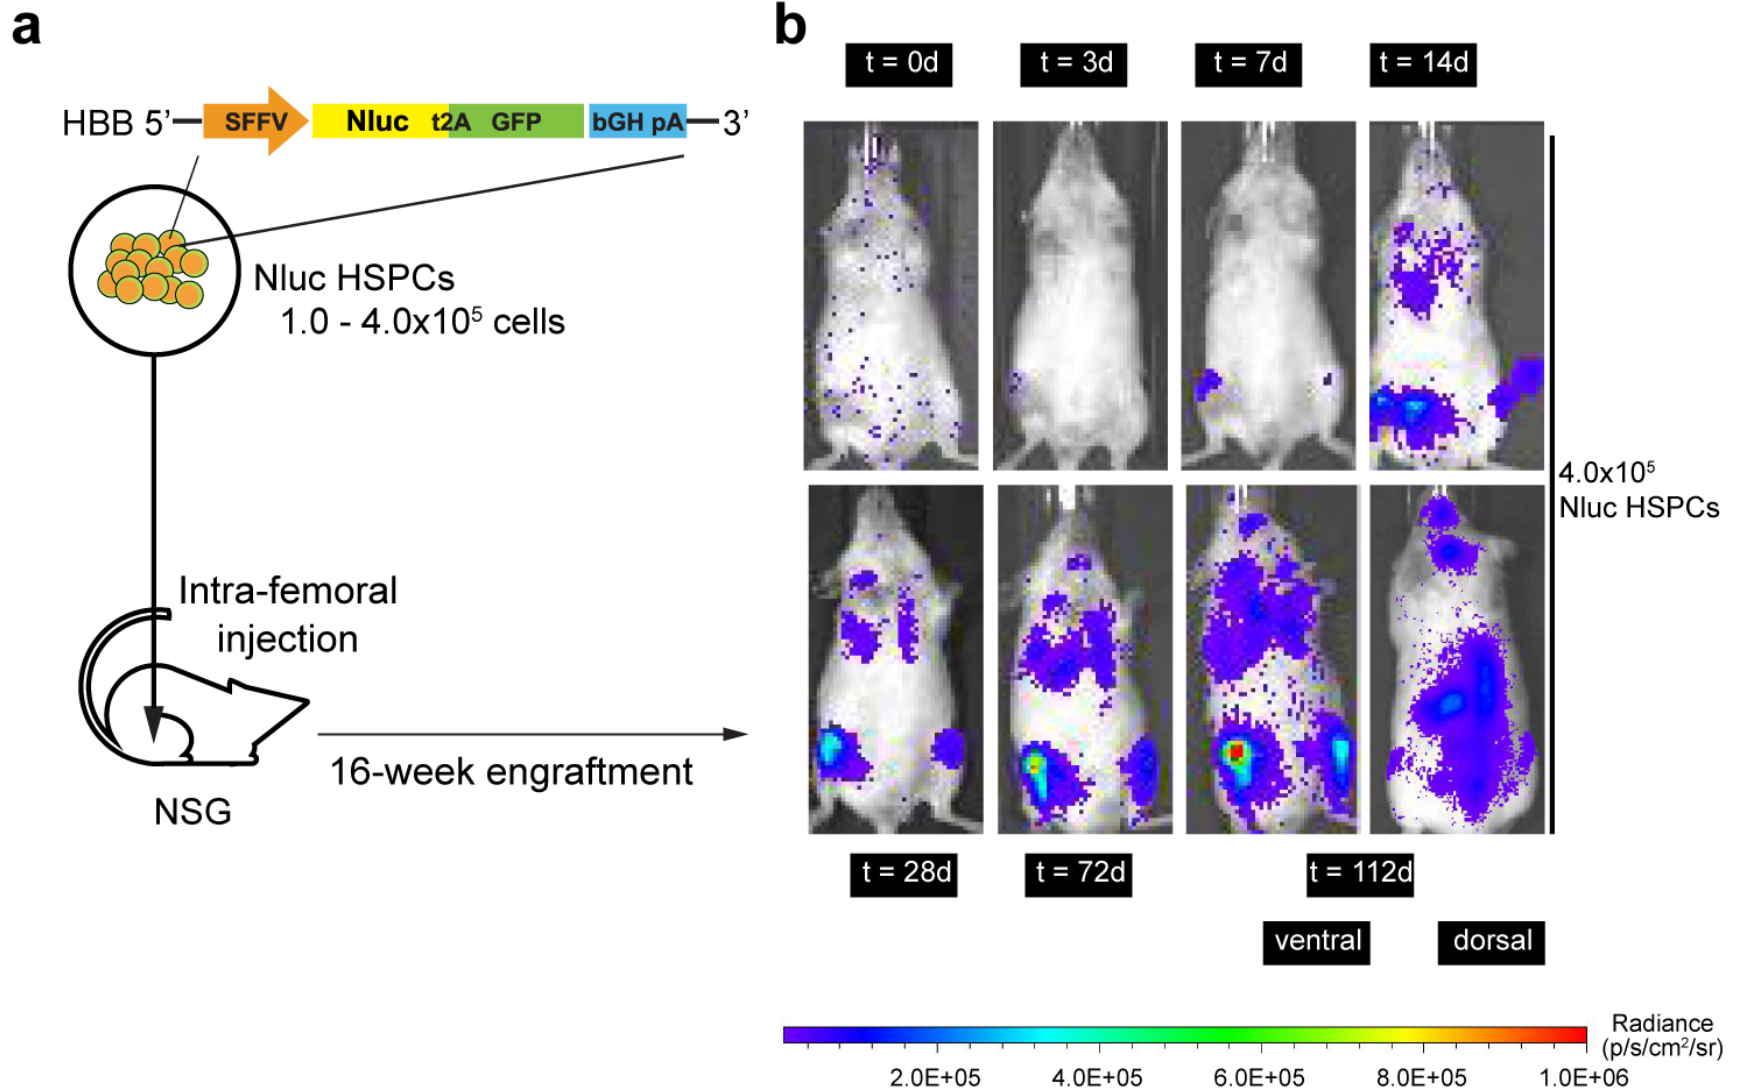 a
HBB 5’ SFFV Nluc t2A GFP bGH pA 3’
Nluc HSPCs
1.0 - 4.0x10⁵ cells
Intra-femoral
injection
16-week engraftment
NSG
b
t = 0d t = 3d t = 7d t = 14d
4.0x10⁵
Nluc HSPCs
t = 28d t = 72d t = 112d
ventral dorsal
Radiance
(p/s/cm²/sr)
2.0E+05 4.0E+05 6.0E+05 8.0E+05 1.0E+06